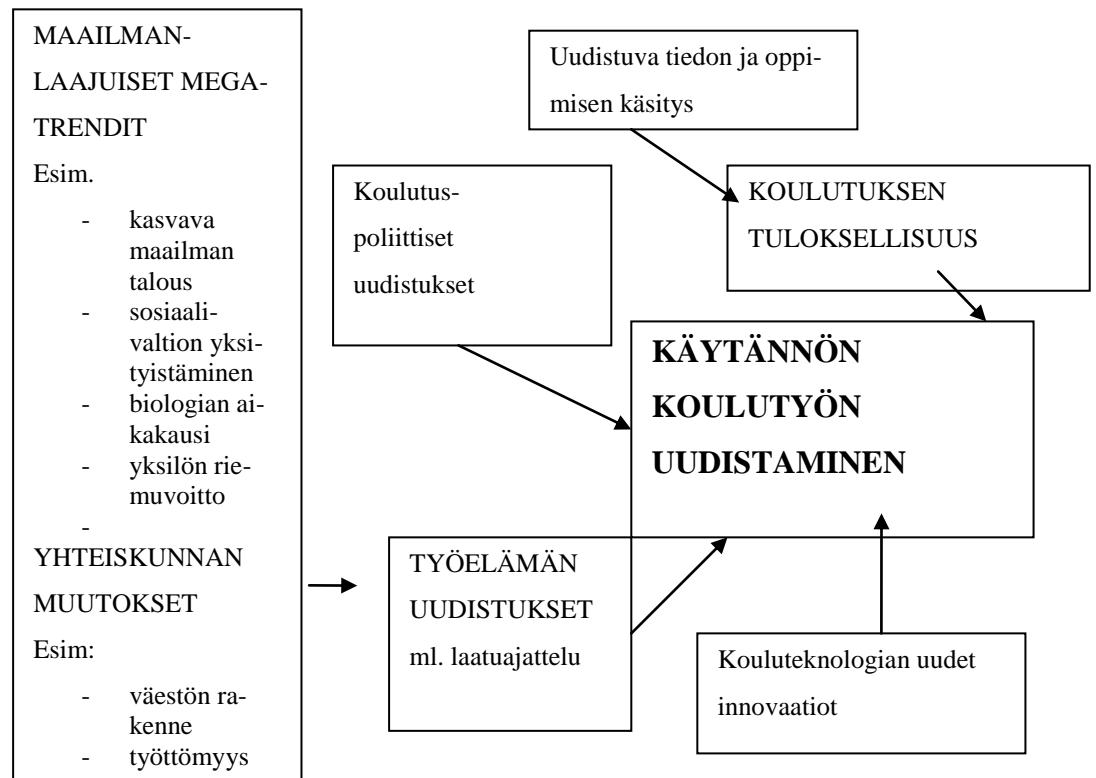 MAAILMAN-
LAAJUISET MEGA-
TRENDIT
Esim.
- kasvava
maailman
talous
- sosiaali-
valtion yksi-
tyistäminen
- biologian ai-
kakausi
- yksilön rie-
muvoitto
-
YHTEISKUNNAN
MUUTOKSET
Esim:
- väestön ra-
kenne
- työttömyys
Uudistuva tiedon ja oppi-
misen käsitys
Koulutus-
poliittiset
uudistukset
KOULUTUKSEN
TULOKSELLISUUS
KÄYTÄNNÖN
KOULUTYÖN
UUDISTAMINEN
TYÖELÄMÄN
UUDISTUKSET
ml. laatuajattelu
Kouluteknologian uudet
innovaatiot